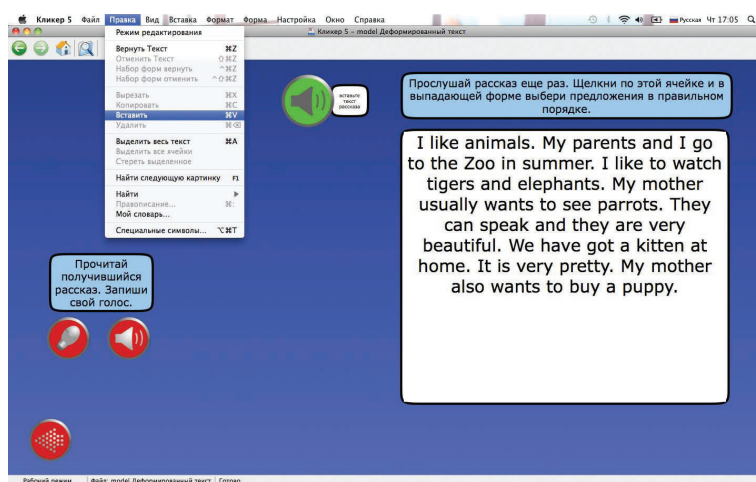 Кликер 5 Файл Правка Вид Вставка Формат Форма Настройка Окно Справка Русская Чт 17:05
Кликер 5 – model Деформированный текст
Режим редактирования
Вернуть Текст ⌘Z
Отменить Текст ⇧⌘Z
Набор форм вернуть ^⌘Z
Набор форм отменить ^⇧⌘Z
Вырезать ⌘X
Копировать ⌘C
Вставить ⌘V
Удалить ⌘⌫
Выделить весь текст ⌘A
Выделить все ячейки
Стереть выделенное
Найти следующую картинку F1
Найти ▶
Правописание... ⌘:
Мой словарь...
Специальные символы... ⌥⌘T
вставьте
текст
рассказа
Прослушай рассказ еще раз. Щелкни по этой ячейке и в
выпадающей форме выбери предложения в правильном
порядке.
I like animals. My parents and I go
to the Zoo in summer. I like to watch
tigers and elephants. My mother
usually wants to see parrots. They
can speak and they are very
beautiful. We have got a kitten at
home. It is very pretty. My mother
also wants to buy a puppy.
Прочитай
получившийся
рассказ. Запиши
свой голос.
Рабочий режим Файл: model Деформированный текст Готово